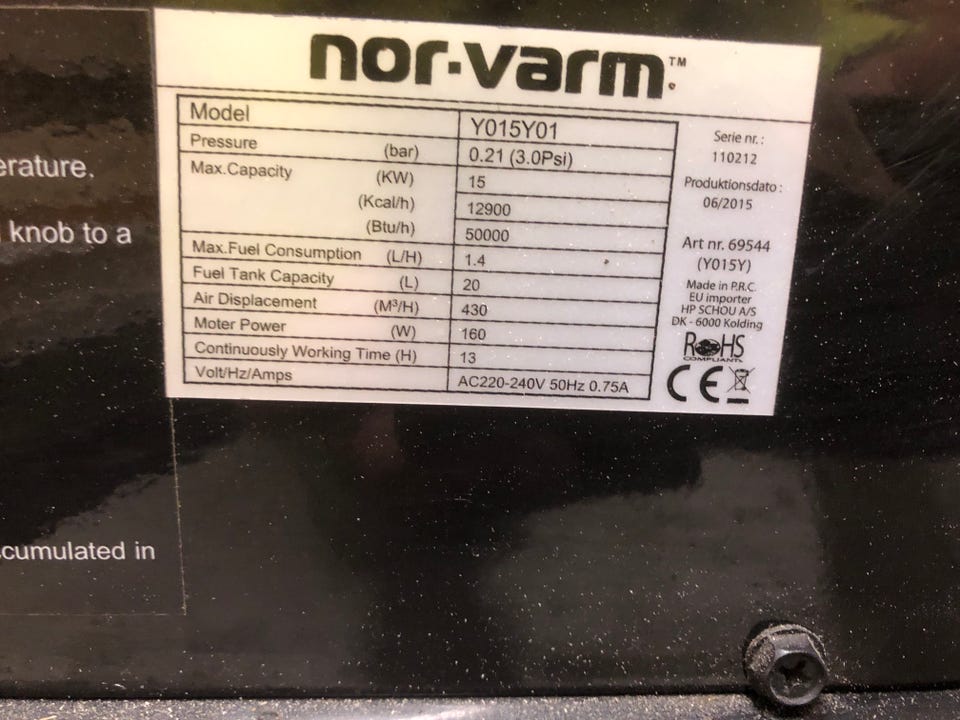 nor-varm™
Model Y015Y01
Pressure (bar) 0.21 (3.0Psi)
Max.Capacity (KW) 15
(Kcal/h) 12900
(Btu/h) 50000
Max.Fuel Consumption (L/H) 1.4
Fuel Tank Capacity (L) 20
Air Displacement (M³/H) 430
Moter Power (W) 160
Continuously Working Time (H) 13
Volt/Hz/Amps AC220-240V 50Hz 0.75A
Serie nr.:
110212
Produktionsdato:
06/2015
Art nr. 69544
(Y015Y)
Made in P.R.C.
EU importer
HP SCHOU A/S
DK - 6000 Kolding
RoHS
COMPLIANT
CE
erature.
knob to a
cumulated in